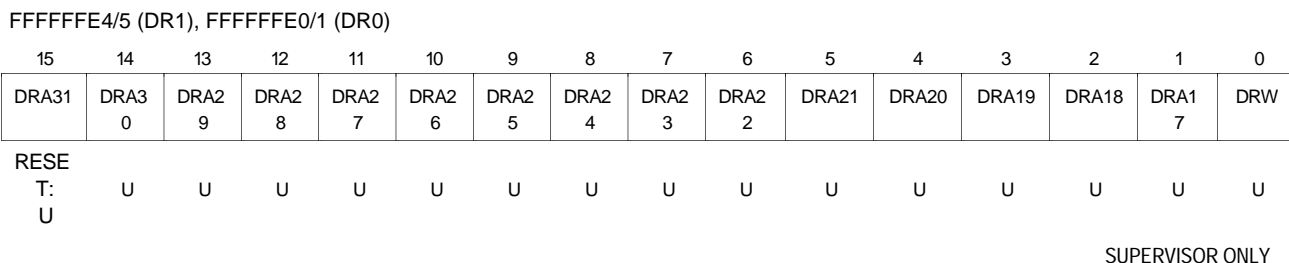 FFFFFFE4/5 (DR1), FFFFFFE0/1 (DR0)
15 14 13 12 11 10 9 8 7 6 5 4 3 2 1 0
DRA31 DRA3 DRA2 DRA2 DRA2 DRA2 DRA2 DRA2 DRA2 DRA2 DRA21 DRA20 DRA19 DRA18 DRA1 DRW
0 9 8 7 6 5 4 3 2 7
RESE
T: U U U U U U U U U U U U U U U
U
SUPERVISOR ONLY